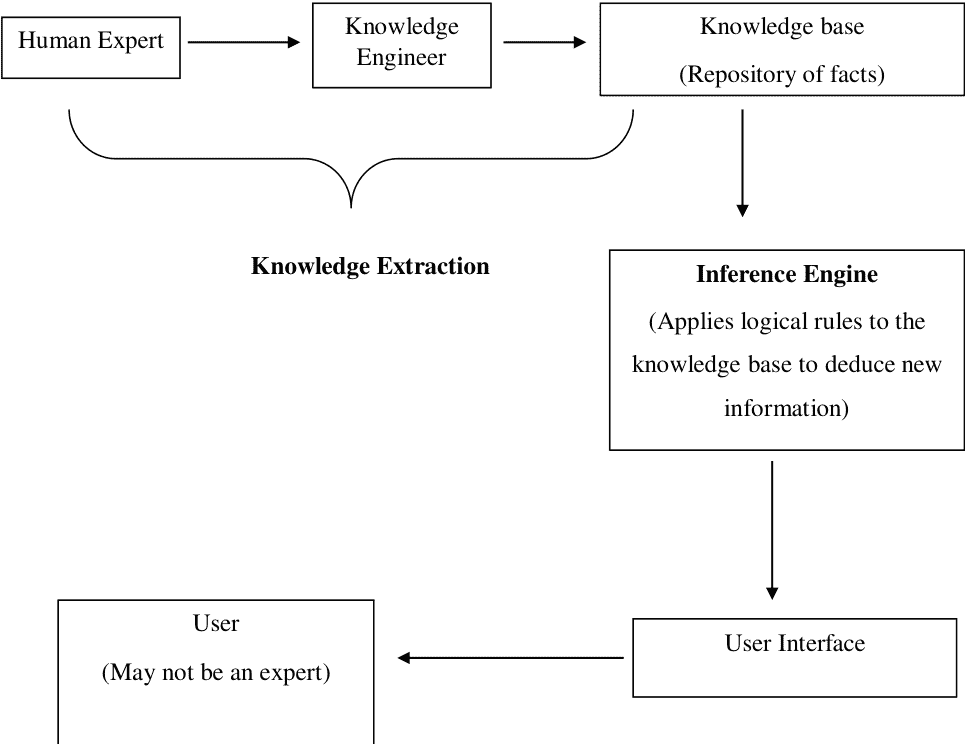 Human Expert
Knowledge
Engineer
Knowledge base
(Repository of facts)
Knowledge Extraction
Inference Engine
(Applies logical rules to the
knowledge base to deduce new
information)
User Interface
User
(May not be an expert)